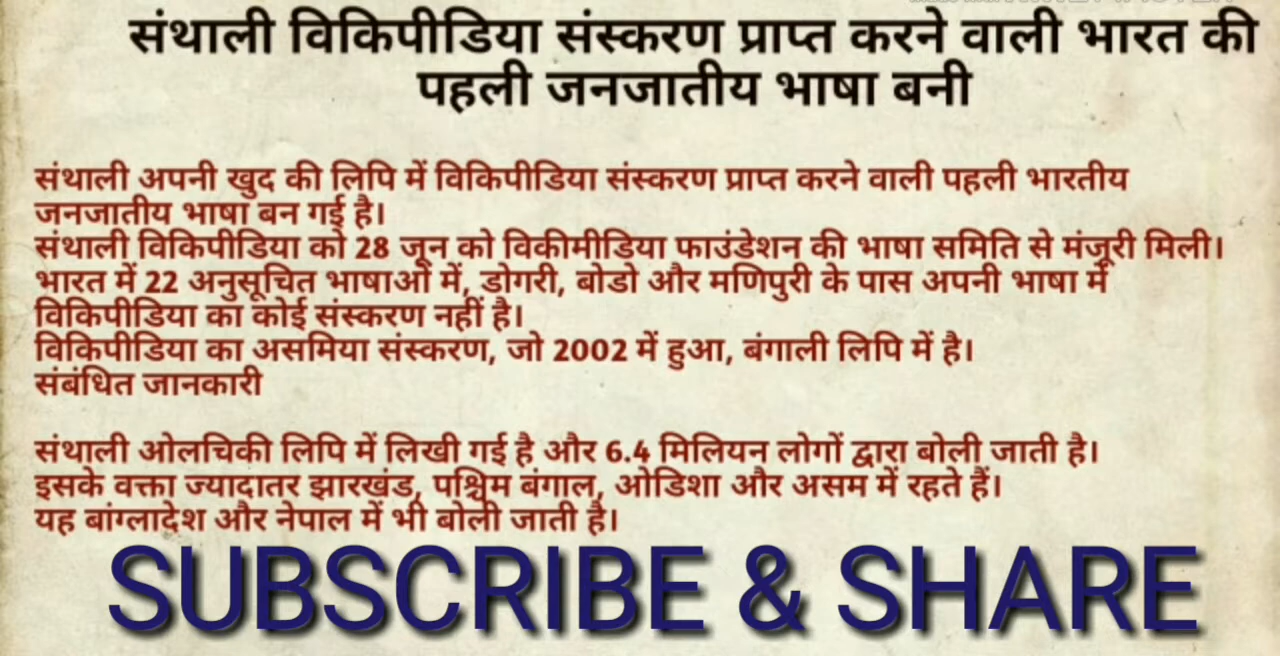 संथाली विकिपीडिया संस्करण प्राप्त करने वाली भारत की
पहली जनजातीय भाषा बनी
संथाली अपनी खुद की लिपि में विकिपीडिया संस्करण प्राप्त करने वाली पहली भारतीय
जनजातीय भाषा बन गई है।
संथाली विकिपीडिया को 28 जून को विकीमीडिया फाउंडेशन की भाषा समिति से मंजूरी मिली।
भारत में 22 अनुसूचित भाषाओं में, डोगरी, बोडो और मणिपुरी के पास अपनी भाषा में
विकिपीडिया का कोई संस्करण नहीं है।
विकिपीडिया का असमिया संस्करण, जो 2002 में हुआ, बंगाली लिपि में है।
संबंधित जानकारी
संथाली ओलचिकी लिपि में लिखी गई है और 6.4 मिलियन लोगों द्वारा बोली जाती है।
इसके वक्ता ज्यादातर झारखंड, पश्चिम बंगाल, ओडिशा और असम में रहते हैं।
यह बांग्लादेश और नेपाल में भी बोली जाती है।
SUBSCRIBE & SHARE